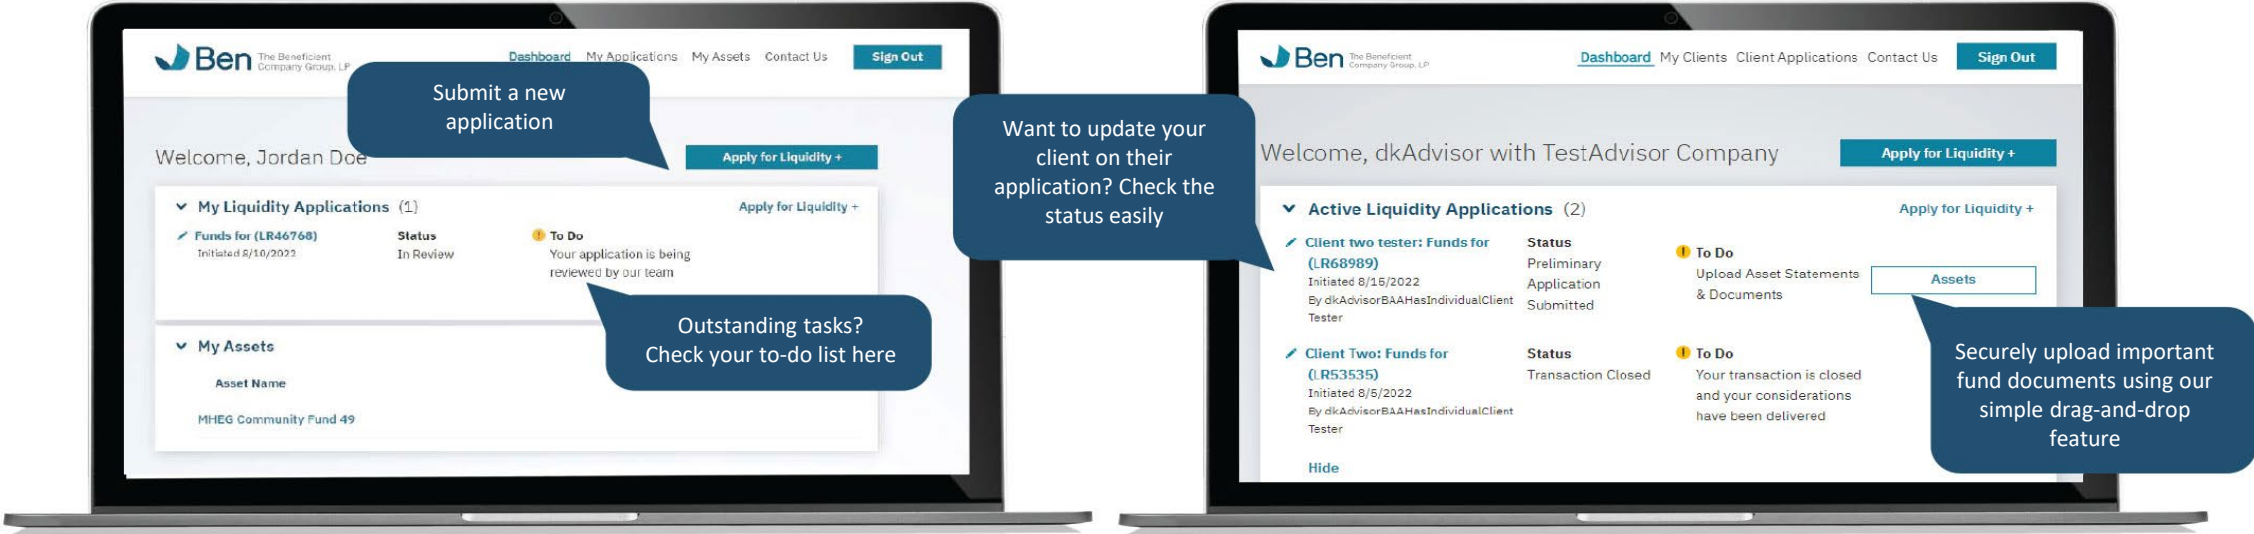 Ben The Beneficient
Company Group, LP
Dashboard My Applications My Assets Contact Us Sign Out
Submit a new
application
Welcome, Jordan Doe
Apply for Liquidity +
My Liquidity Applications (1)
Apply for Liquidity +
Funds for (LR46768)
Initiated 8/10/2022
Status
In Review
To Do
Your application is being
reviewed by our team
Outstanding tasks?
Check your to-do list here
My Assets
Asset Name
MHEG Community Fund 49
Ben The Beneficient
Company Group, LP
Dashboard My Clients Client Applications Contact Us Sign Out
Want to update your
client on their
application? Check the
status easily
Welcome, dkAdvisor with TestAdvisor Company
Apply for Liquidity +
Active Liquidity Applications (2)
Apply for Liquidity +
Client two tester: Funds for
(LR68989)
Initiated 8/15/2022
By dkAdvisorBAAHasIndividualClient
Tester
Status
Preliminary
Application
Submitted
To Do
Upload Asset Statements
& Documents
Assets
Client Two: Funds for
(LR53535)
Initiated 8/5/2022
By dkAdvisorBAAHasIndividualClient
Tester
Status
Transaction Closed
To Do
Your transaction is closed
and your considerations
have been delivered
Securely upload important
fund documents using our
simple drag-and-drop
feature
Hide